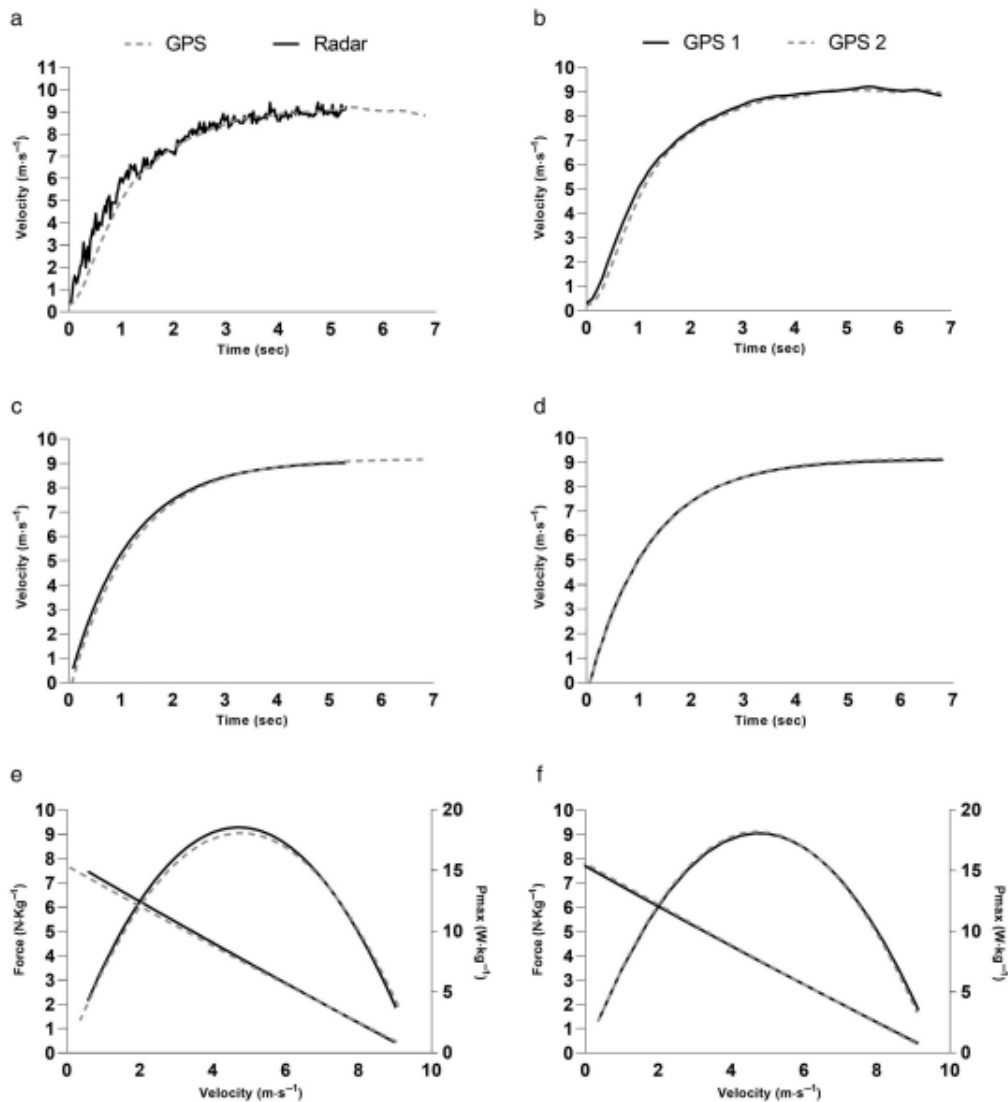 a
GPS Radar
11
10
9
8
7
6
5
4
3
2
1
0
Velocity (m·s⁻¹)
0 1 2 3 4 5 6 7
Time (sec)
b
GPS 1 GPS 2
10
9
8
7
6
5
4
3
2
1
0
Velocity (m·s⁻¹)
0 1 2 3 4 5 6 7
Time (sec)
c
10
9
8
7
6
5
4
3
2
1
0
Velocity (m·s⁻¹)
0 1 2 3 4 5 6 7
Time (sec)
d
10
9
8
7
6
5
4
3
2
1
0
Velocity (m·s⁻¹)
0 1 2 3 4 5 6 7
Time (sec)
e
10
9
8
7
6
5
4
3
2
1
0
Force (N·Kg⁻¹)
20
15
10
5
0
Pmax (W·kg⁻¹)
0 2 4 6 8 10
Velocity (m·s⁻¹)
f
10
9
8
7
6
5
4
3
2
1
0
Force (N·Kg⁻¹)
20
15
10
5
0
Pmax (W·kg⁻¹)
0 2 4 6 8 10
Velocity (m·s⁻¹)